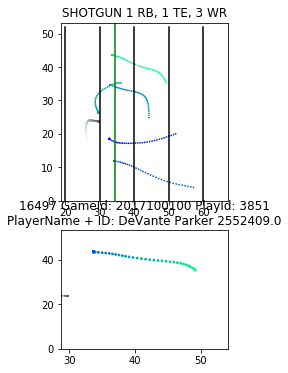 SHOTGUN 1 RB, 1 TE, 3 WR
50
40
30
20
10
0
20 30 40 50 60
16497 GameId: 2017100100 PlayId: 3851
PlayerName + ID: DeVante Parker 2552409.0
40
20
0
30 40 50